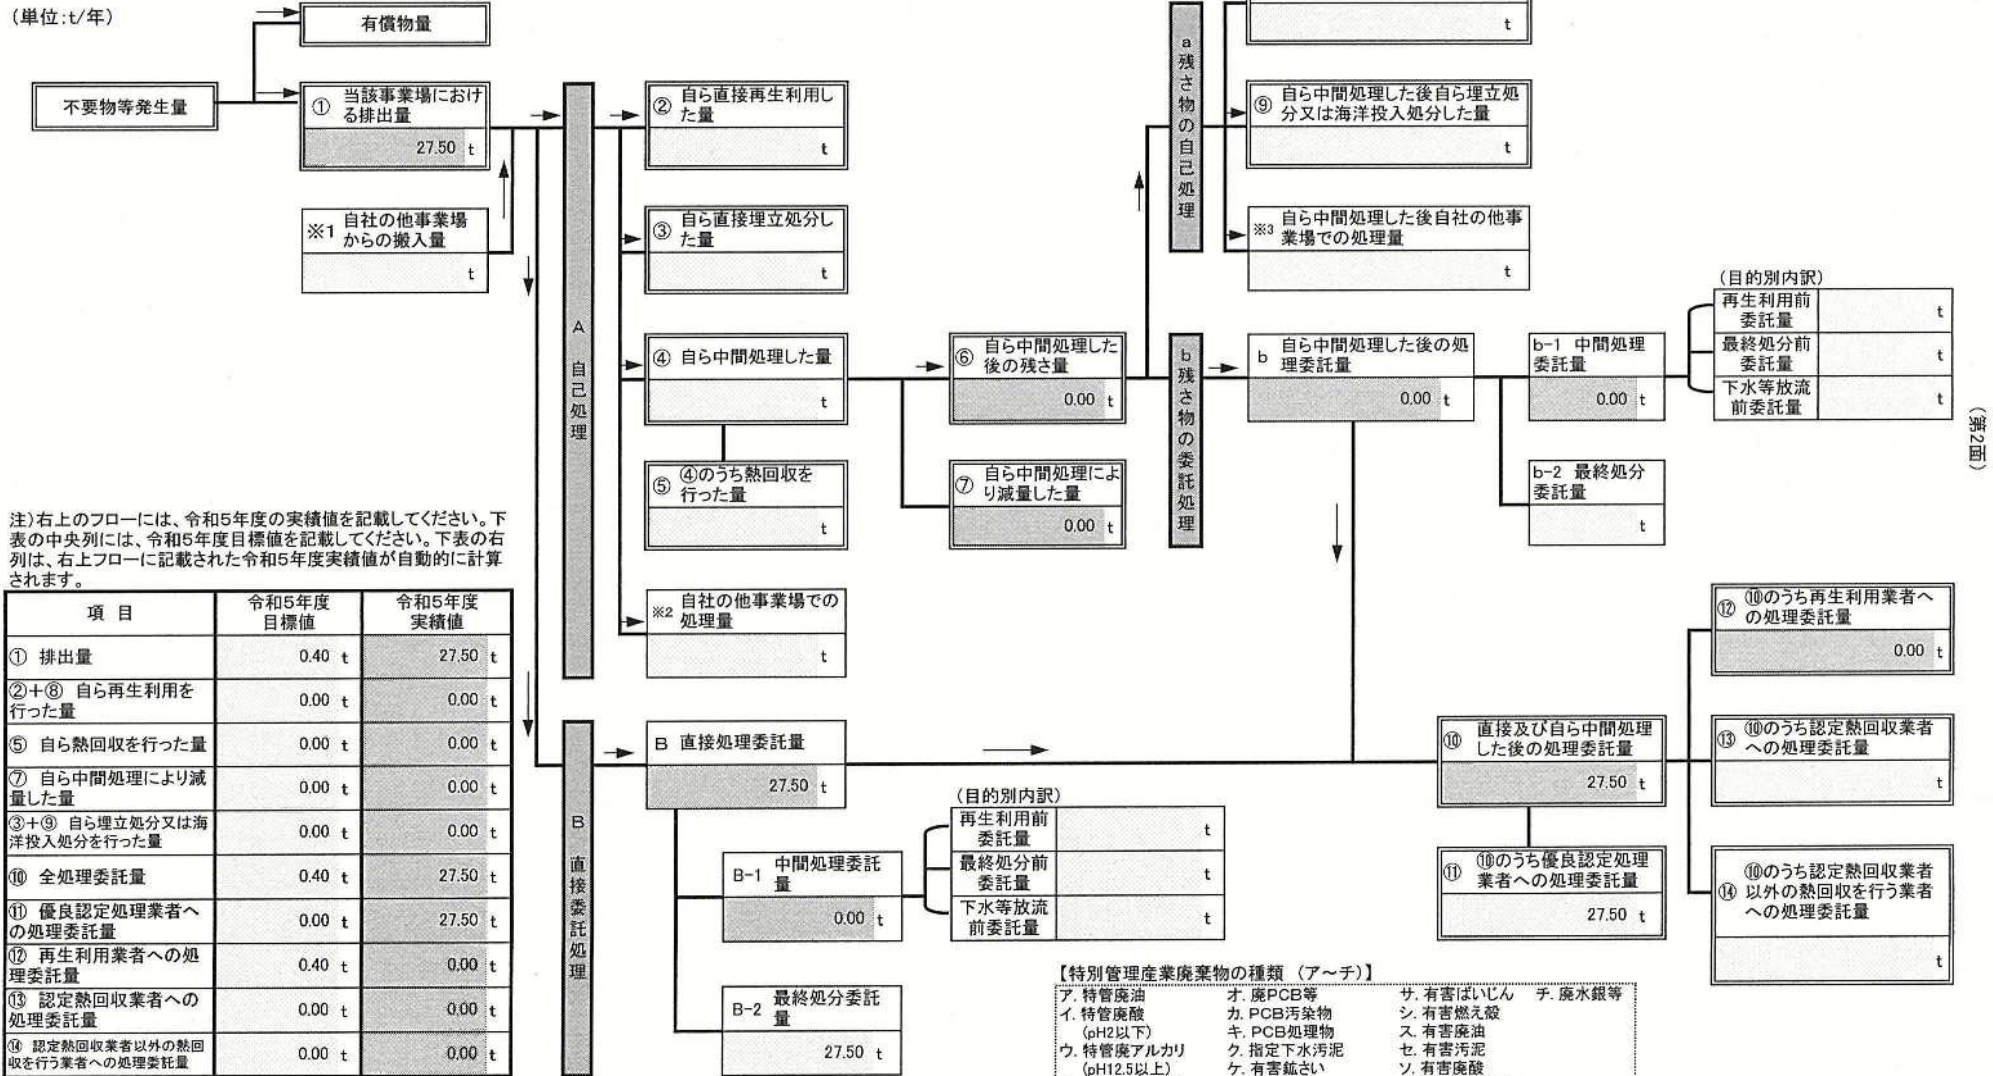 (単位:t/年)
有償物量
不要物等発生量
① 当該事業場におけ
る排出量
27.50 t
※1 自社の他事業場
からの搬入量
t
A 自己処理
② 自ら直接再生利用し
た量
t
③ 自ら直接埋立処分し
た量
t
④ 自ら中間処理した量
t
⑤ ④のうち熱回収を
行った量
t
※2 自社の他事業場での
処理量
t
⑥ 自ら中間処理した
後の残さ量
0.00 t
⑦ 自ら中間処理によ
り減量した量
0.00 t
a 残さ物の自己処理
t
⑨ 自ら中間処理した後自ら埋立処
分又は海洋投入処分した量
t
※3 自ら中間処理した後自社の他事
業場での処理量
t
b 残さ物の委託処理
b 自ら中間処理した後の処
理委託量
0.00 t
b-1 中間処理
委託量
0.00 t
(目的別内訳)
再生利用前
委託量
t
最終処分前
委託量
t
下水等放流
前委託量
t
b-2 最終処分
委託量
t
(第2面)
注)右上のフローには、令和5年度の実績値を記載してください。下
表の中央列には、令和5年度目標値を記載してください。下表の右
列は、右上フローに記載された令和5年度実績値が自動的に計算
されます。
項 目 令和5年度 目標値 令和5年度 実績値
① 排出量 0.40 t 27.50 t
②+⑧ 自ら再生利用を
行った量 0.00 t 0.00 t
⑤ 自ら熱回収を行った量 0.00 t 0.00 t
⑦ 自ら中間処理により減
量した量 0.00 t 0.00 t
③+⑨ 自ら埋立処分又は海
洋投入処分を行った量 0.00 t 0.00 t
⑩ 全処理委託量 0.40 t 27.50 t
⑪ 優良認定処理業者へ
の処理委託量 0.00 t 27.50 t
⑫ 再生利用業者への処
理委託量 0.40 t 0.00 t
⑬ 認定熱回収業者への
処理委託量 0.00 t 0.00 t
⑭ 認定熱回収業者以外の熱回
収を行う業者への処理委託量 0.00 t 0.00 t
B 直接委託処理
B 直接処理委託量
27.50 t
B-1 中間処理委託
量
0.00 t
(目的別内訳)
再生利用前
委託量
t
最終処分前
委託量
t
下水等放流
前委託量
t
B-2 最終処分委託
量
27.50 t
⑩ 直接及び自ら中間処理
した後の処理委託量
27.50 t
⑪ ⑩のうち優良認定処理
業者への処理委託量
27.50 t
⑫ ⑩のうち再生利用業者へ
の処理委託量
0.00 t
⑬ ⑩のうち認定熱回収業者
への処理委託量
t
⑭ ⑩のうち認定熱回収業者
以外の熱回収を行う業者
への処理委託量
t
【特別管理産業廃棄物の種類 (ア~チ)】
ア. 特管廃油 オ. 廃PCB等 サ. 有害ばいじん チ. 廃水銀等
イ. 特管廃酸 カ. PCB汚染物 シ. 有害燃え殻
(pH2以下) キ. PCB処理物 ス. 有害廃油
ウ. 特管廃アルカリ ク. 指定下水汚泥 セ. 有害汚泥
(pH12.5以上) ケ. 有害鉱さい ソ. 有害廃酸